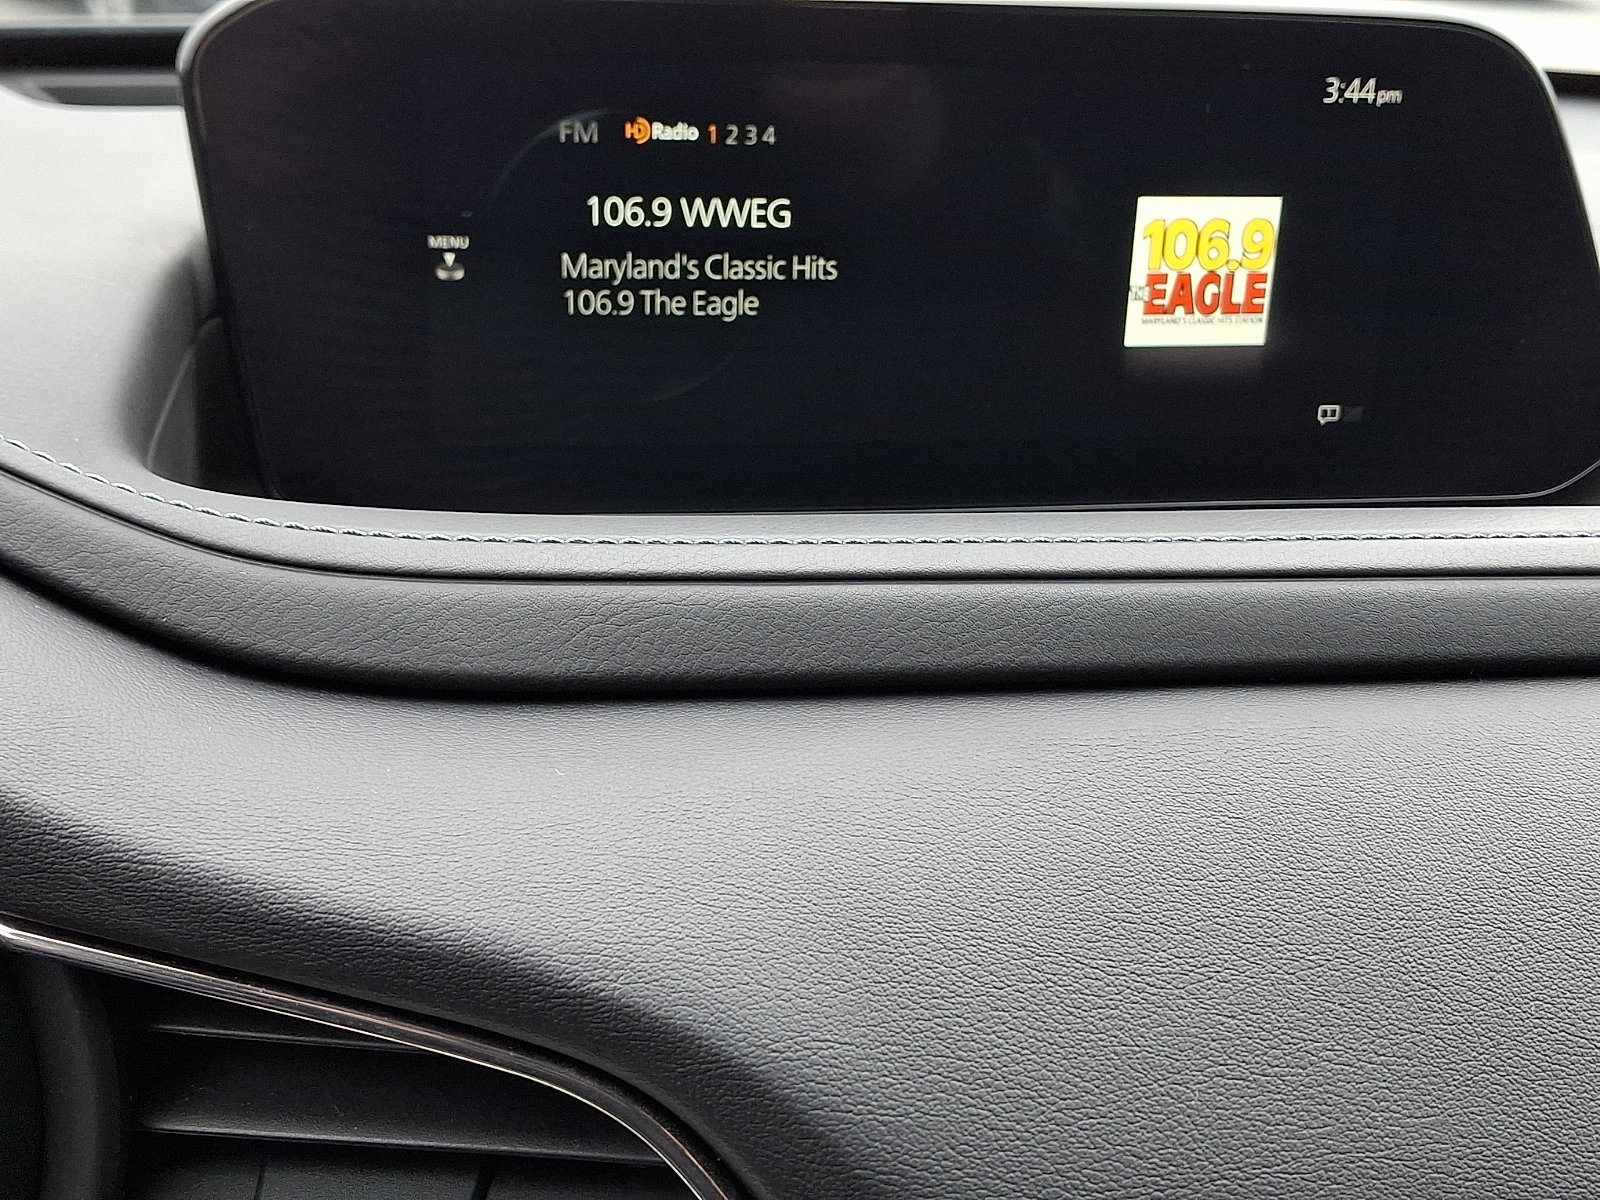 3:44pm
FM HD Radio 1 2 3 4
106.9 WWEG
MENU
Maryland's Classic Hits
106.9 The Eagle
106.9
THE EAGLE
MARYLAND'S CLASSIC HITS STATION